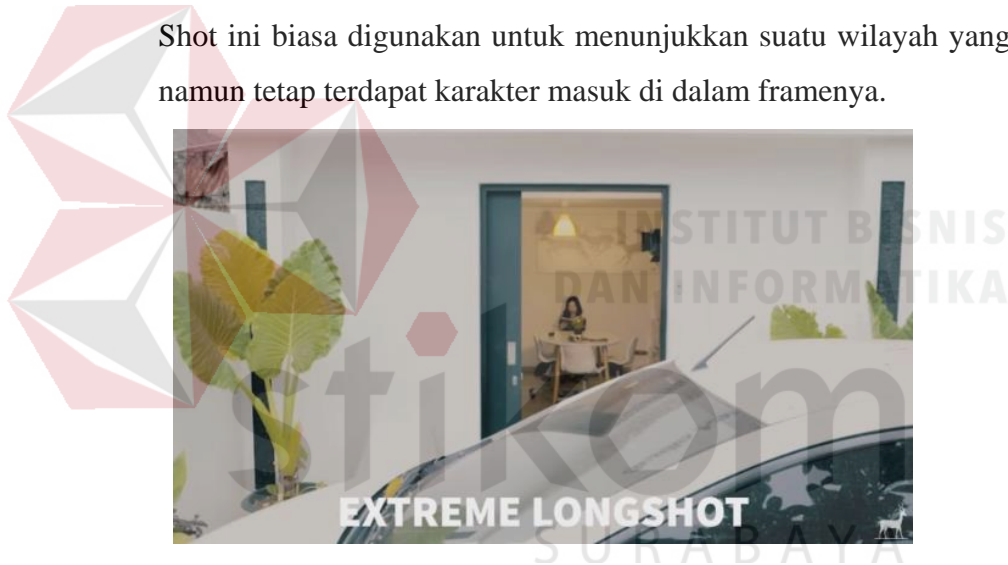 Shot ini biasa digunakan untuk menunjukkan suatu wilayah yang
namun tetap terdapat karakter masuk di dalam framenya.
INSTITUT BISNIS
DAN INFORMATIKA
stikom
EXTREME LONGSHOT
SURABAYA